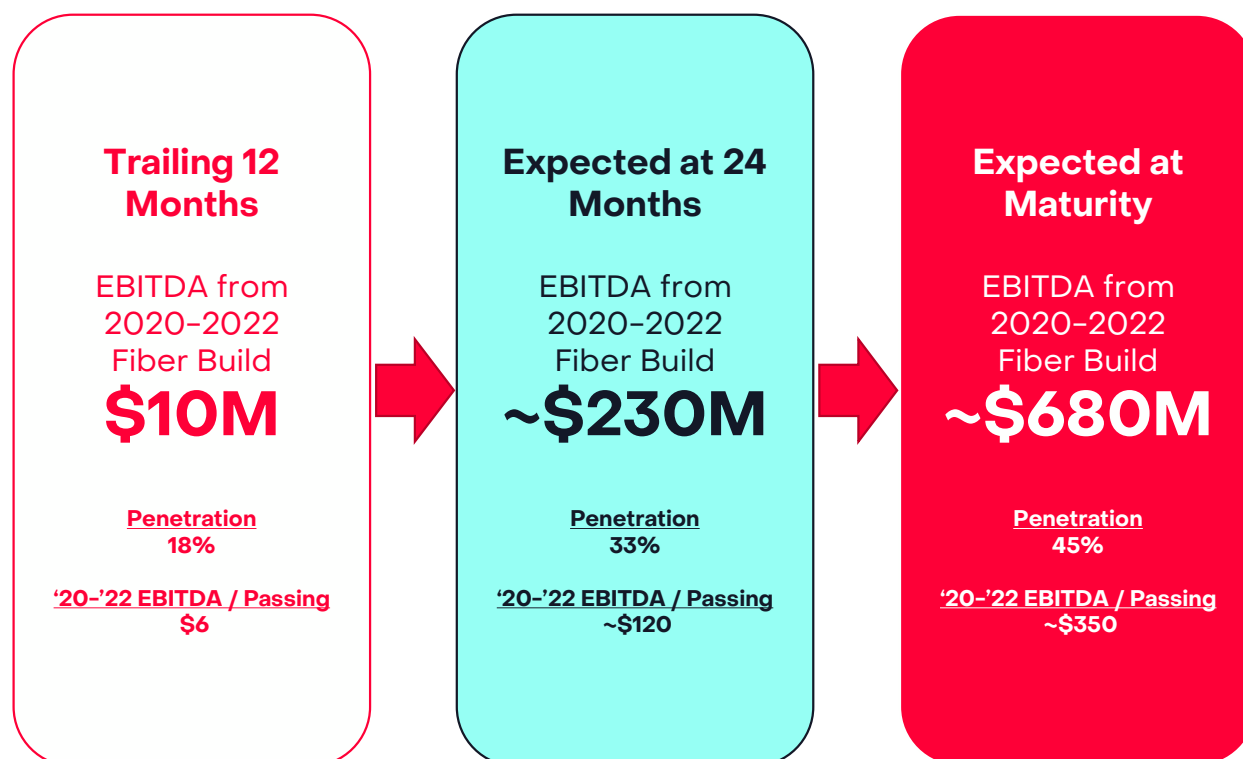 Trailing 12
Months
EBITDA from
2020-2022
Fiber Build
$10M
Penetration
18%
‘20-’22 EBITDA / Passing
$6
Expected at 24
Months
EBITDA from
2020-2022
Fiber Build
~$230M
Penetration
33%
‘20-’22 EBITDA / Passing
~$120
Expected at
Maturity
EBITDA from
2020-2022
Fiber Build
~$680M
Penetration
45%
‘20-’22 EBITDA / Passing
~$350